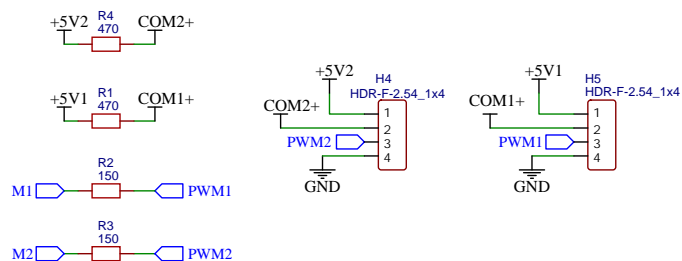 R4
470
+5V2
COM2+
R1
470
+5V1
COM1+
R2
150
M1
PWM1
R3
150
M2
PWM2
H4
HDR-F-2.54_1x4
+5V2
COM2+
PWM2
GND
1
2
3
4
H5
HDR-F-2.54_1x4
+5V1
COM1+
PWM1
GND
1
2
3
4